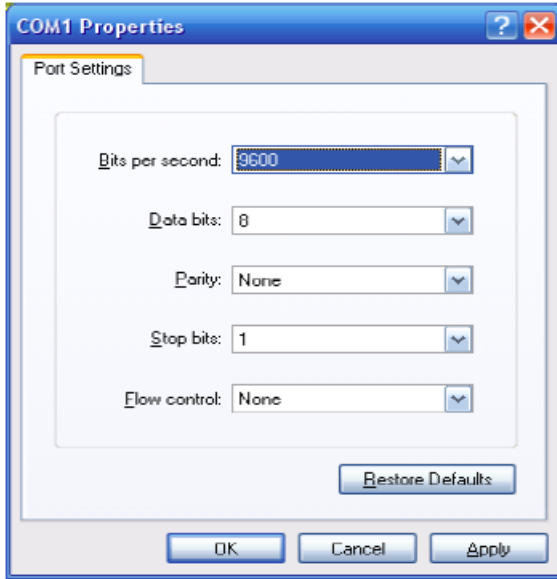 COM1 Properties
Port Settings
Bits per second: 9600
Data bits: 8
Parity: None
Stop bits: 1
Flow control: None
Restore Defaults
OK Cancel Apply